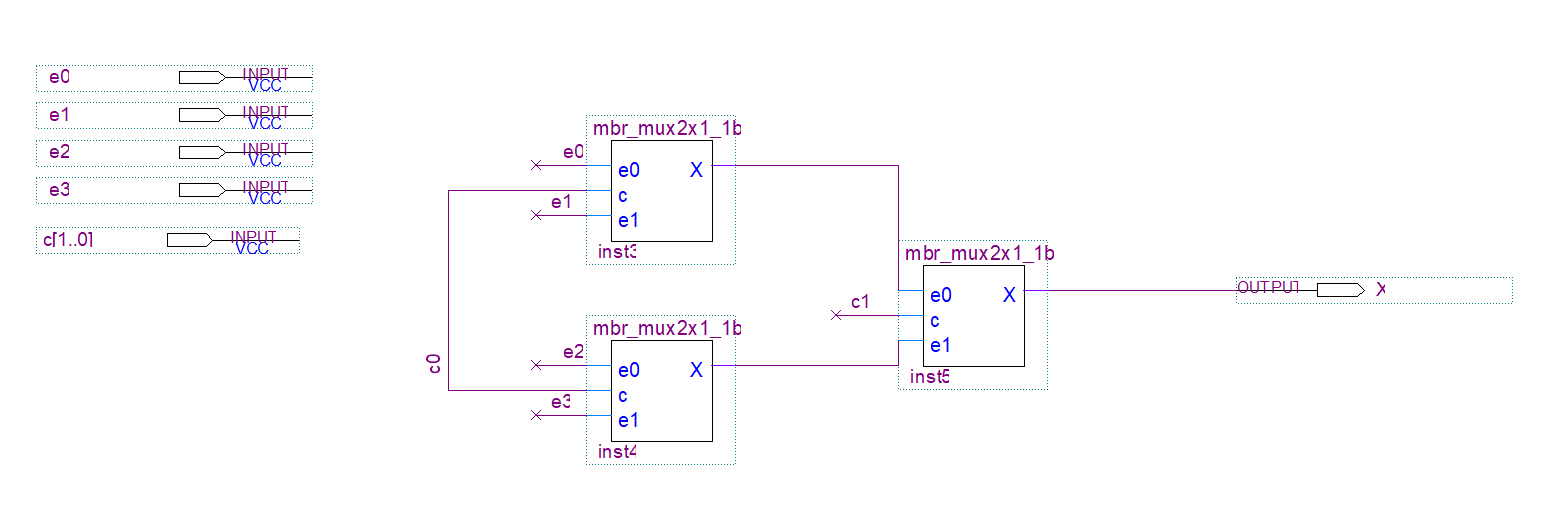 e0 INPUT
VCC
e1 INPUT
VCC
e2 INPUT
VCC
e3 INPUT
VCC
c[1..0] INPUT
VCC
mbr_mux2x1_1b
e0
e0 X
c
e1
e1
inst3
c0
mbr_mux2x1_1b
e2
e0 X
c
e3
e1
inst4
mbr_mux2x1_1b
e0 X
c1
c
e1
inst5
OUTPUT X